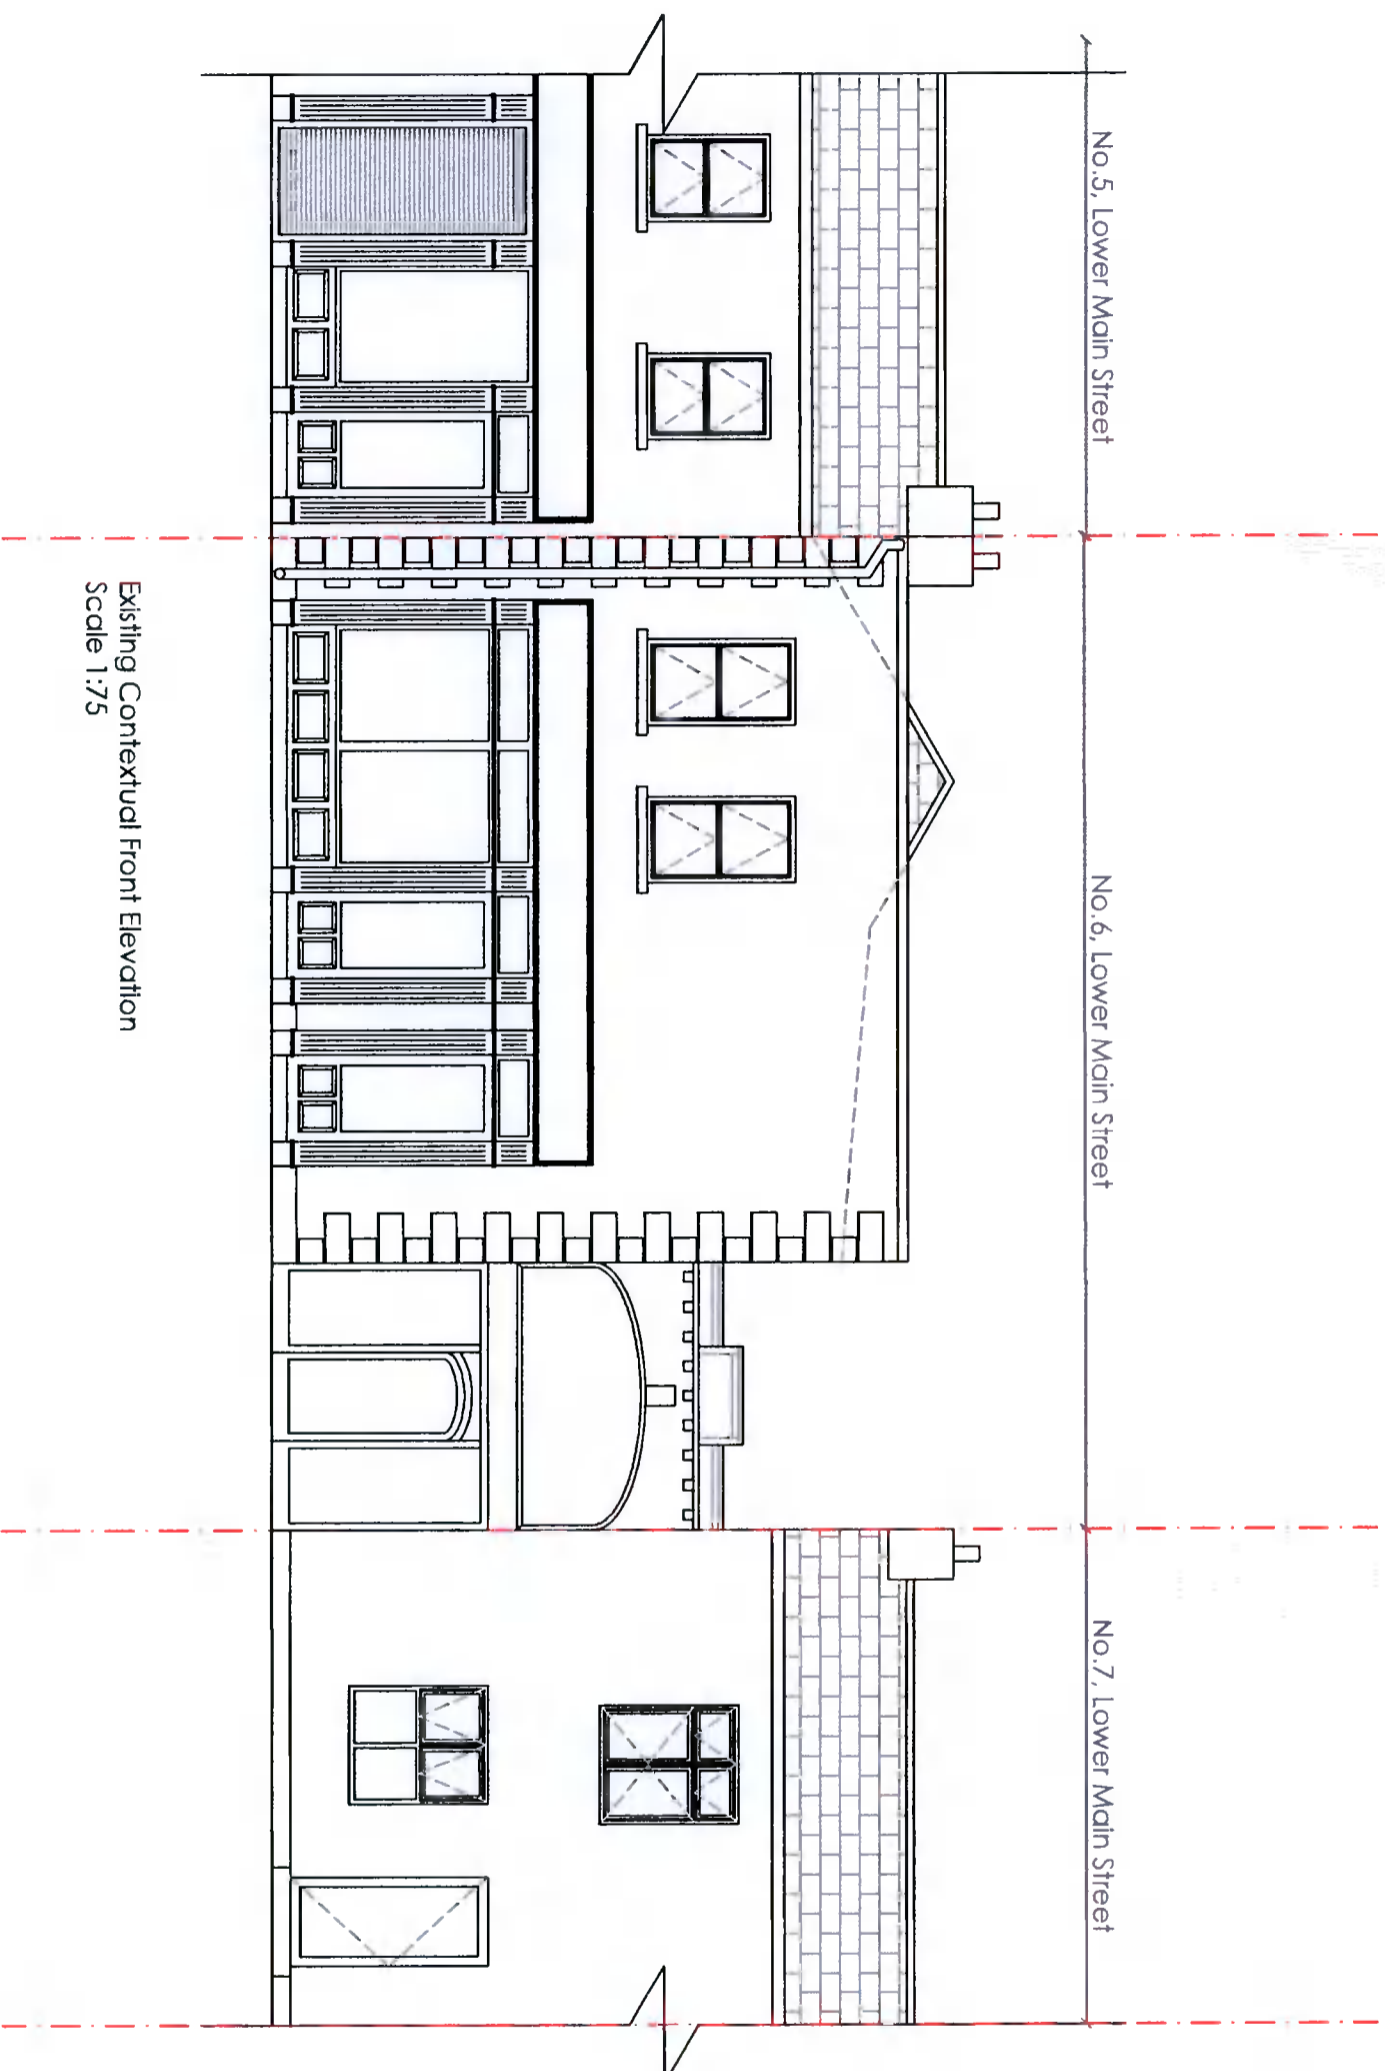 No.5, Lower Main Street
No.6, Lower Main Street
No.7, Lower Main Street
Existing Contextual Front Elevation
Scale 1:75